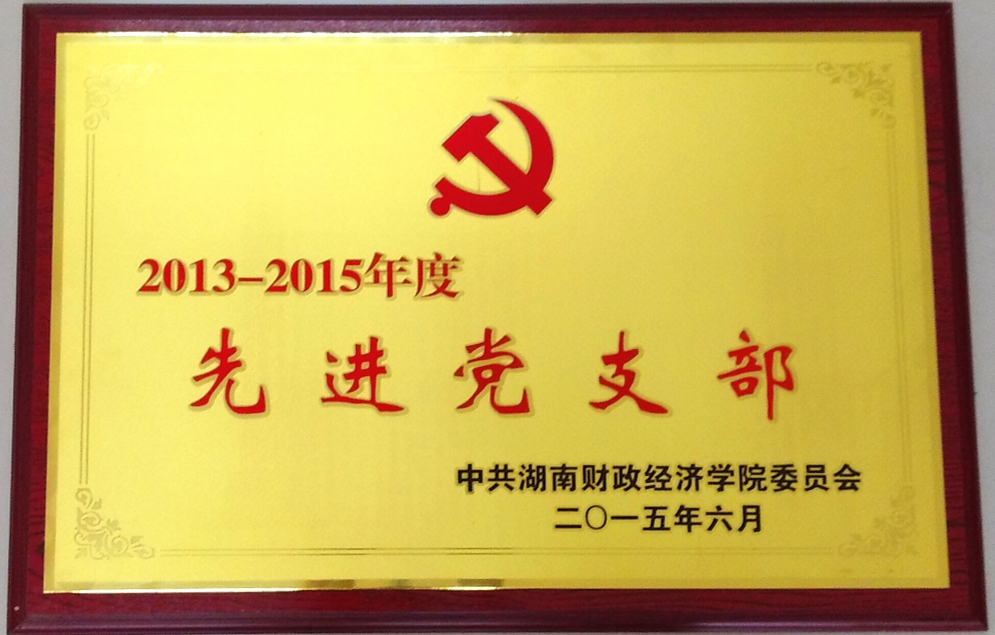 2013-2015年度
先进党支部
中共湖南财政经济学院委员会
二〇一五年六月